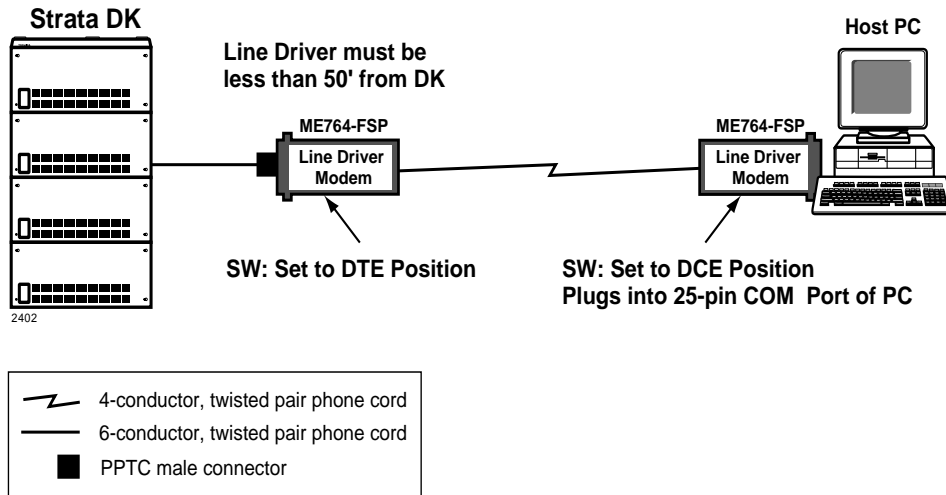 Strata DK
Host PC
Line Driver must be
less than 50' from DK
ME764-FSP
Line Driver
Modem
ME764-FSP
Line Driver
Modem
SW: Set to DTE Position
SW: Set to DCE Position
Plugs into 25-pin COM Port of PC
2402
4-conductor, twisted pair phone cord
6-conductor, twisted pair phone cord
PPTC male connector